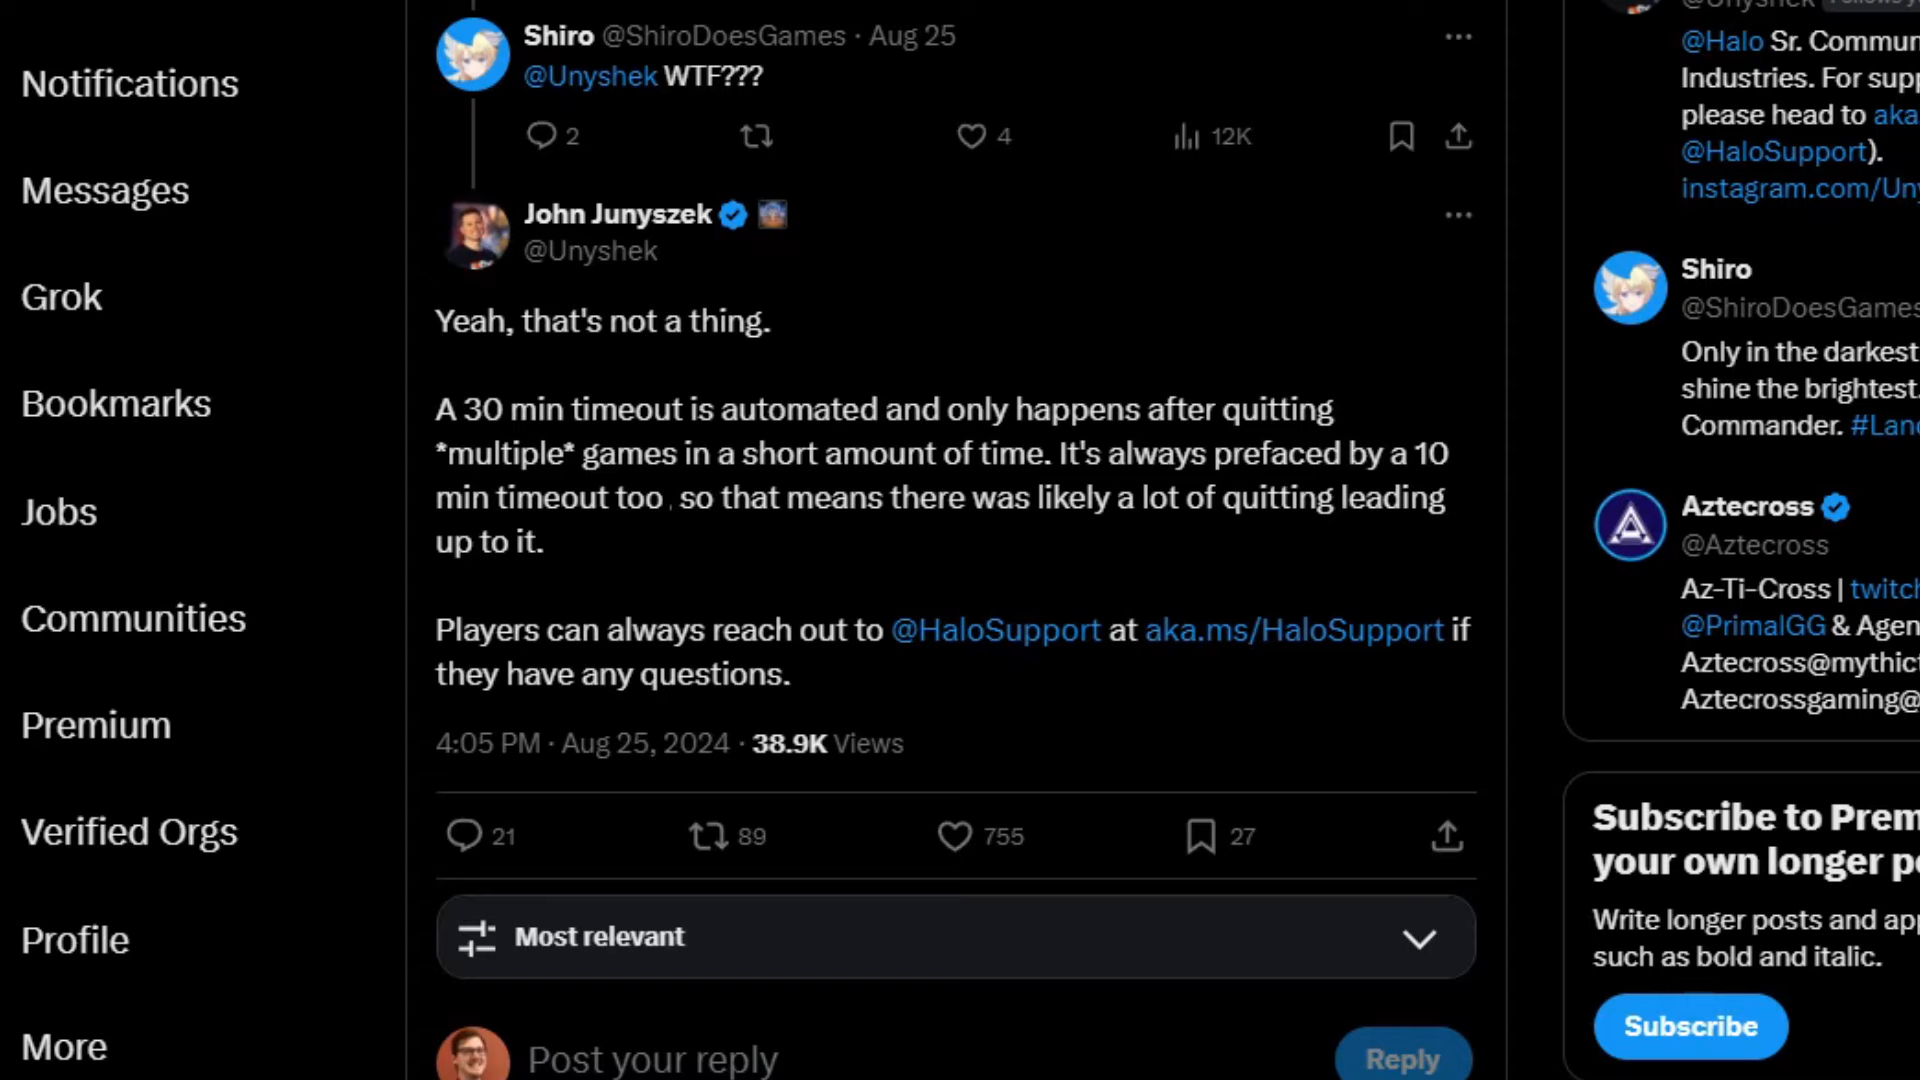 Notifications
Messages
Grok
Bookmarks
Jobs
Communities
Premium
Verified Orgs
Profile
More
Shiro @ShiroDoesGames · Aug 25
@Unyshek WTF???
2
4
12K
John Junyszek
@Unyshek
Yeah, that's not a thing.
A 30 min timeout is automated and only happens after quitting
*multiple* games in a short amount of time. It's always prefaced by a 10
min timeout too, so that means there was likely a lot of quitting leading
up to it.
Players can always reach out to @HaloSupport at aka.ms/HaloSupport if
they have any questions.
4:05 PM · Aug 25, 2024 · 38.9K Views
21
89
755
27
Most relevant
Post your reply
Reply
@Halo Sr. Commun
Industries. For supp
please head to aka.
@HaloSupport).
instagram.com/Uny
Shiro
@ShiroDoesGames
Only in the darkest
shine the brightest.
Commander. #Lanc
Aztecross
@Aztecross
Az-Ti-Cross | twitch
@PrimalGG & Agen
Aztecross@mythict
Aztecrossgaming@
Subscribe to Prem
your own longer po
Write longer posts and app
such as bold and italic.
Subscribe